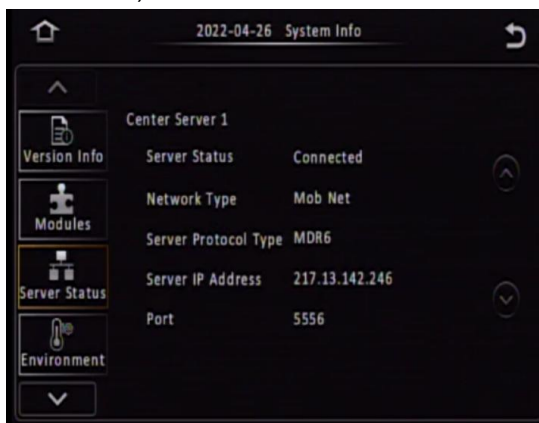 2022-04-26 System Info
Center Server 1
Version Info
Server Status Connected
Network Type Mob Net
Modules
Server Protocol Type MDR6
Server Status
Server IP Address 217.13.142.246
Port 5556
Environment